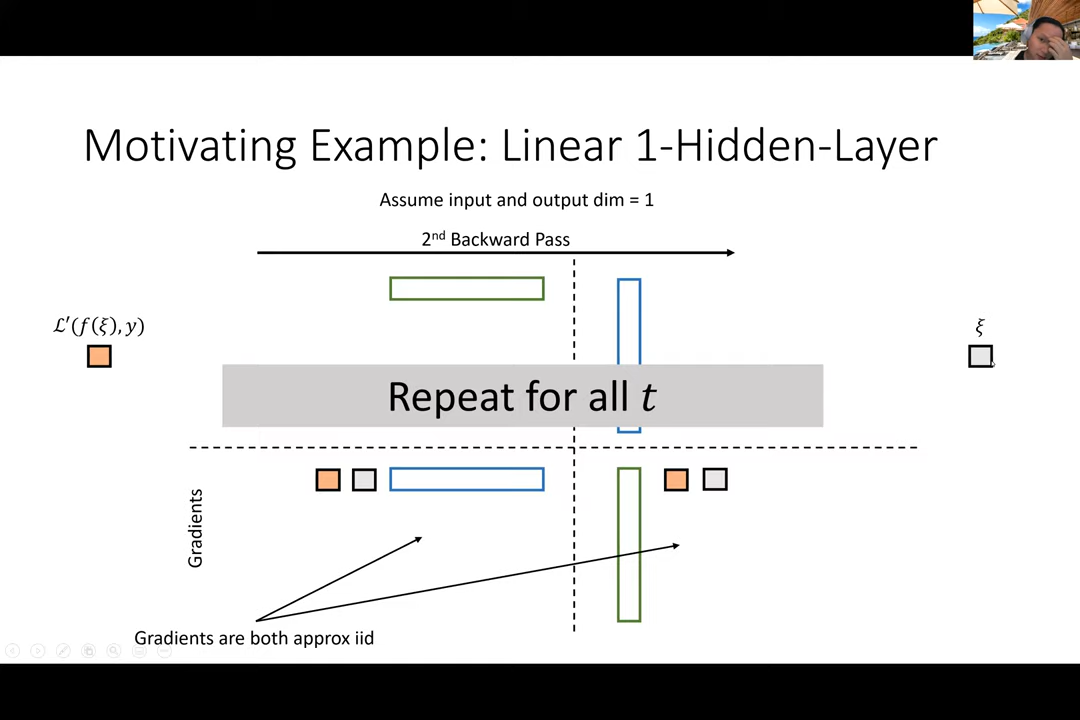 Motivating Example: Linear 1-Hidden-Layer
Assume input and output dim = 1
2nd Backward Pass
ℒ′(f(ξ), y)
ξ
Repeat for all t
Gradients
Gradients are both approx iid